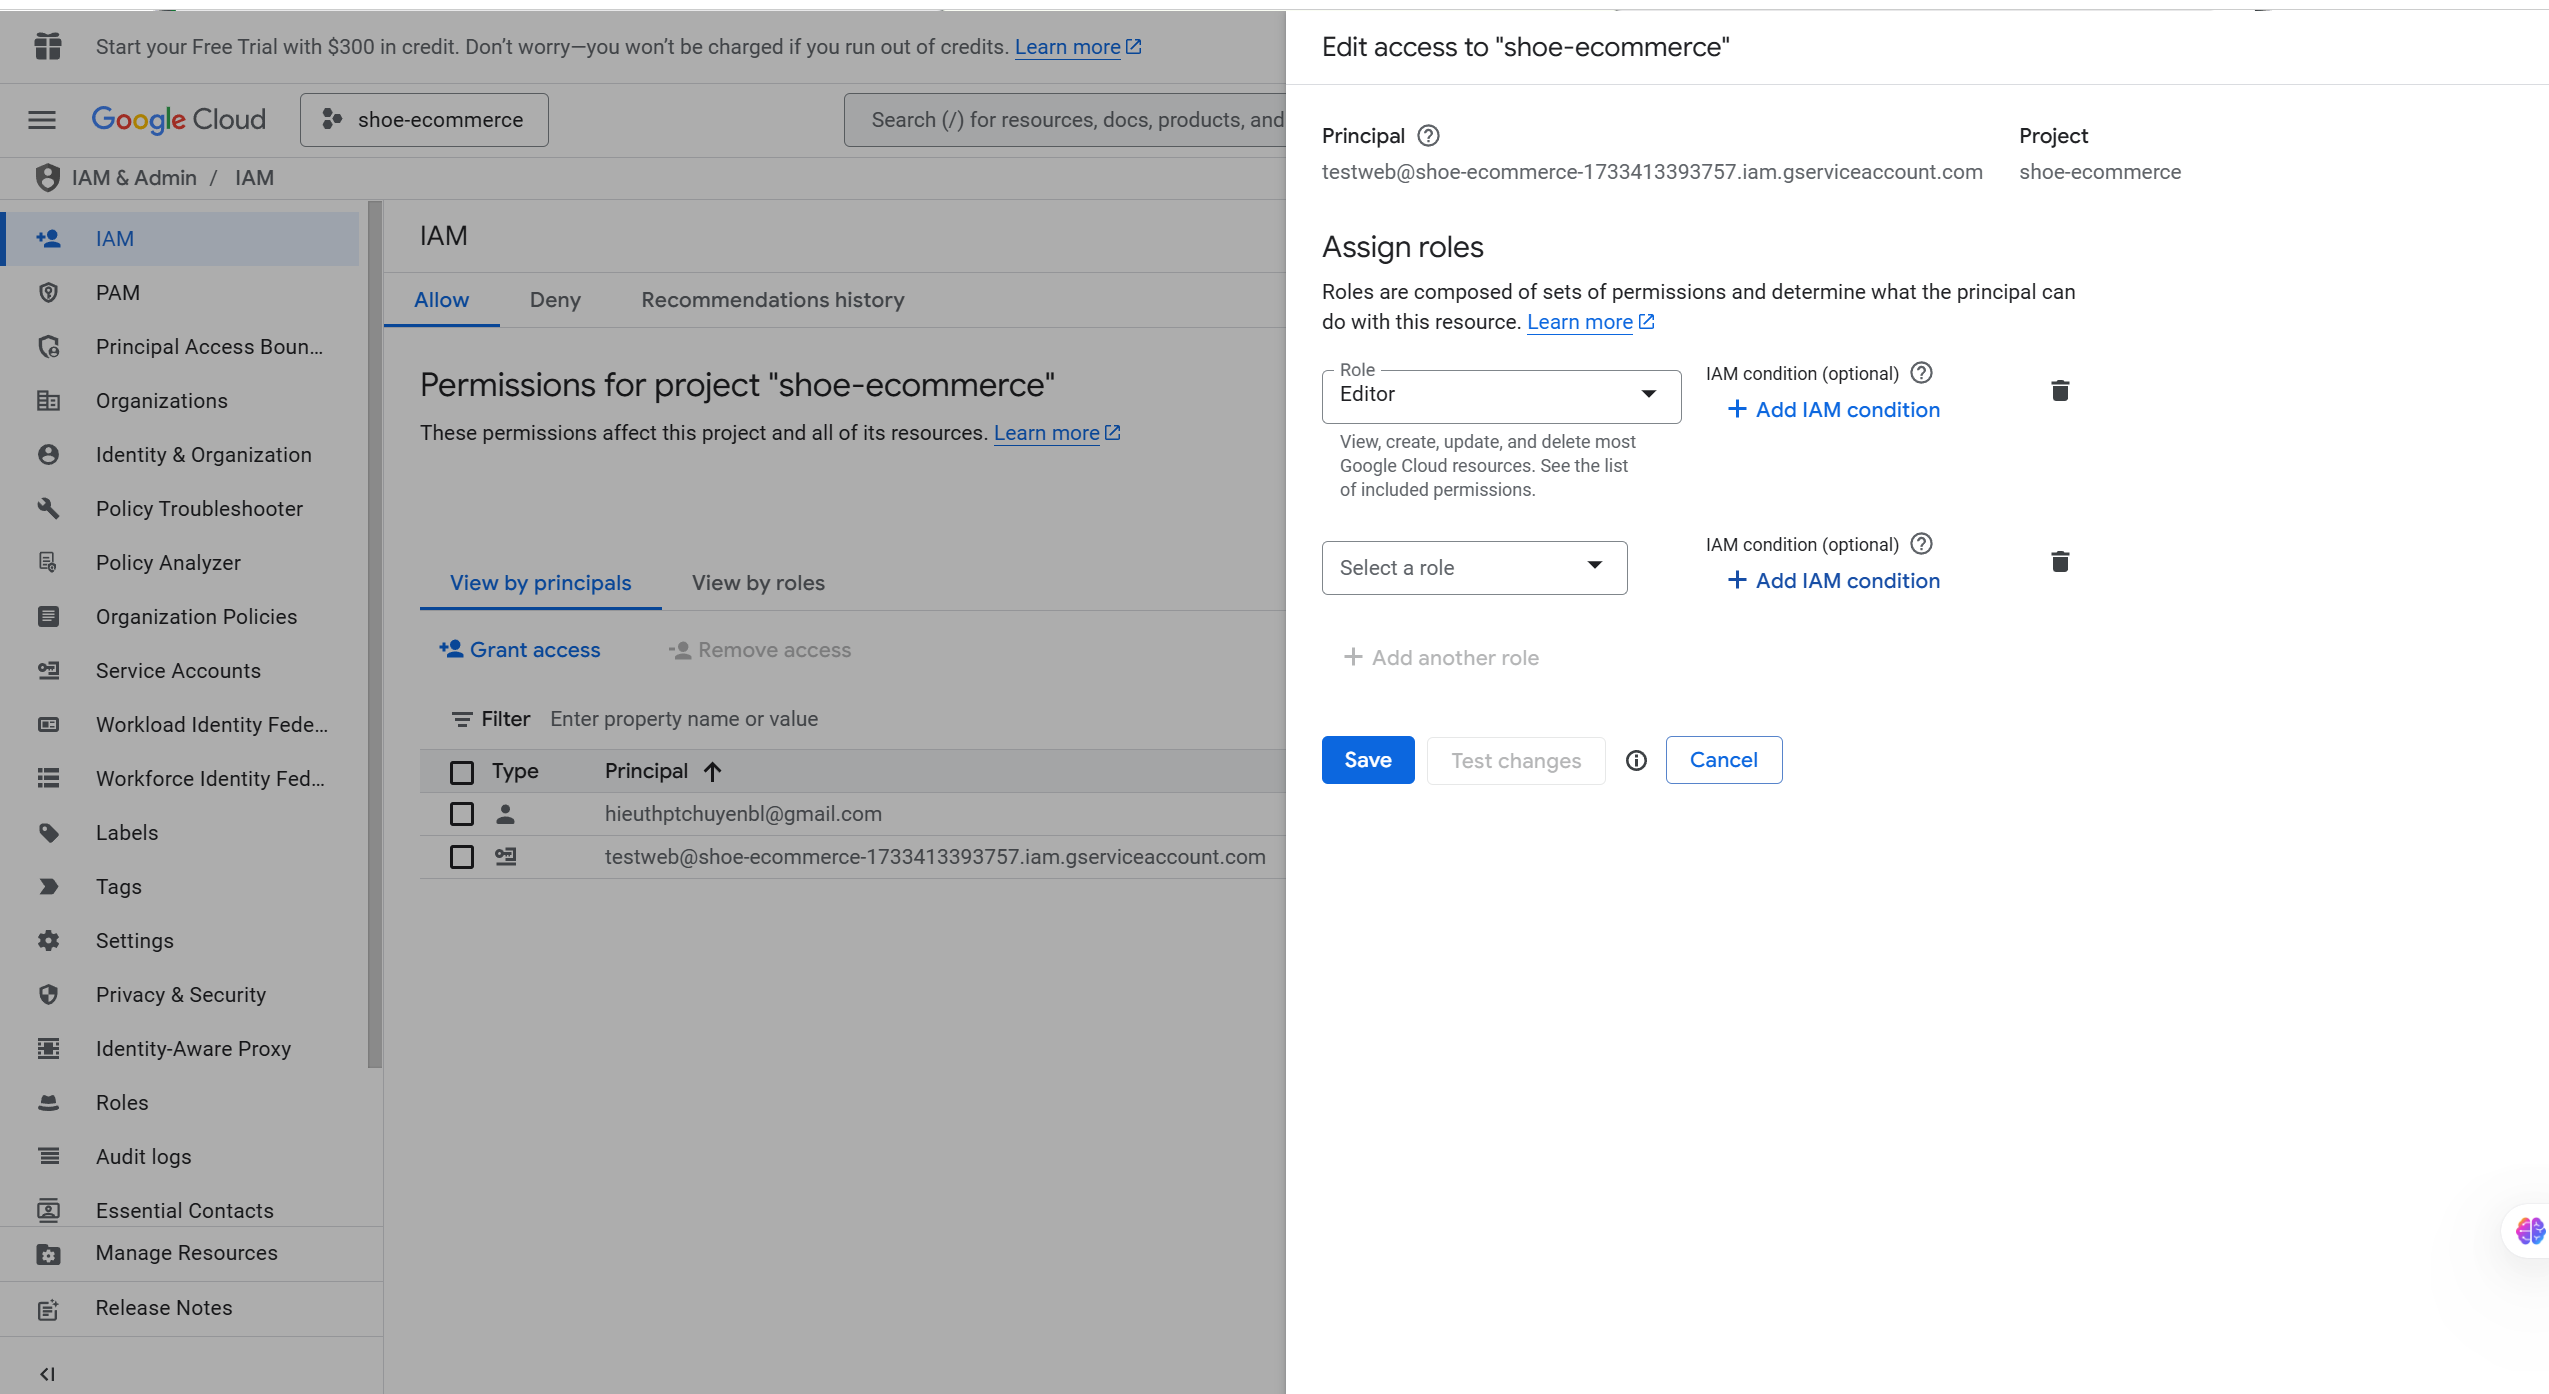 Start your Free Trial with $300 in credit. Don’t worry—you won’t be charged if you run out of credits. Learn more
Google Cloud
shoe-ecommerce
Search (/) for resources, docs, products, and
IAM & Admin / IAM
IAM
PAM
Principal Access Boun...
Organizations
Identity & Organization
Policy Troubleshooter
Policy Analyzer
Organization Policies
Service Accounts
Workload Identity Fede...
Workforce Identity Fed...
Labels
Tags
Settings
Privacy & Security
Identity-Aware Proxy
Roles
Audit logs
Essential Contacts
Manage Resources
Release Notes
IAM
Allow
Deny
Recommendations history
Permissions for project "shoe-ecommerce"
These permissions affect this project and all of its resources. Learn more
View by principals
View by roles
Grant access
Remove access
Filter Enter property name or value
Type Principal
hieuthptchuyenbl@gmail.com
testweb@shoe-ecommerce-1733413393757.iam.gserviceaccount.com
Edit access to "shoe-ecommerce"
Principal
testweb@shoe-ecommerce-1733413393757.iam.gserviceaccount.com
Project
shoe-ecommerce
Assign roles
Roles are composed of sets of permissions and determine what the principal can
do with this resource. Learn more
Role
Editor
View, create, update, and delete most
Google Cloud resources. See the list
of included permissions.
IAM condition (optional)
+ Add IAM condition
Select a role
IAM condition (optional)
+ Add IAM condition
+ Add another role
Save
Test changes
Cancel